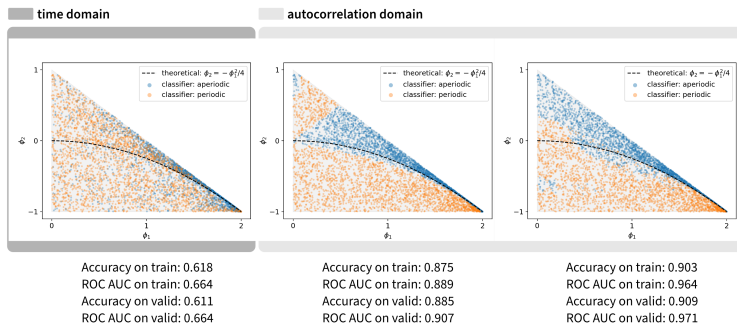 time domain
autocorrelation domain
theoretical: ϕ₂ = −ϕ₁²/4
classifier: aperiodic
classifier: periodic
1
0
−1
ϕ₂
0
1
2
ϕ₁
theoretical: ϕ₂ = −ϕ₁²/4
classifier: aperiodic
classifier: periodic
1
0
−1
ϕ₂
0
1
2
ϕ₁
theoretical: ϕ₂ = −ϕ₁²/4
classifier: aperiodic
classifier: periodic
1
0
−1
ϕ₂
0
1
2
ϕ₁
Accuracy on train: 0.618
ROC AUC on train: 0.664
Accuracy on valid: 0.611
ROC AUC on valid: 0.664
Accuracy on train: 0.875
ROC AUC on train: 0.889
Accuracy on valid: 0.885
ROC AUC on valid: 0.907
Accuracy on train: 0.903
ROC AUC on train: 0.964
Accuracy on valid: 0.909
ROC AUC on valid: 0.971